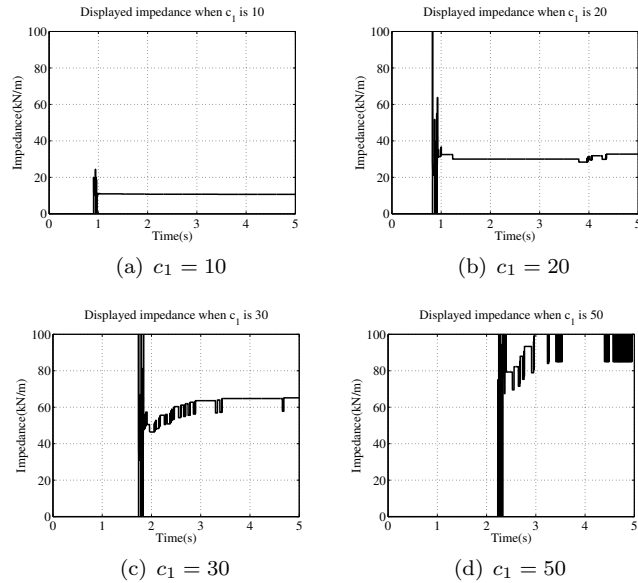 Displayed impedance when c1 is 10
Impedance(kN/m)
100
80
60
40
20
0
0 1 2 3 4 5
Time(s)
(a) c1 = 10
Displayed impedance when c1 is 20
Impedance(kN/m)
100
80
60
40
20
0
0 1 2 3 4 5
Time(s)
(b) c1 = 20
Displayed impedance when c1 is 30
Impedance(kN/m)
100
80
60
40
20
0
0 1 2 3 4 5
Time(s)
(c) c1 = 30
Displayed impedance when c1 is 50
Impedance(kN/m)
100
80
60
40
20
0
0 1 2 3 4 5
Time(s)
(d) c1 = 50